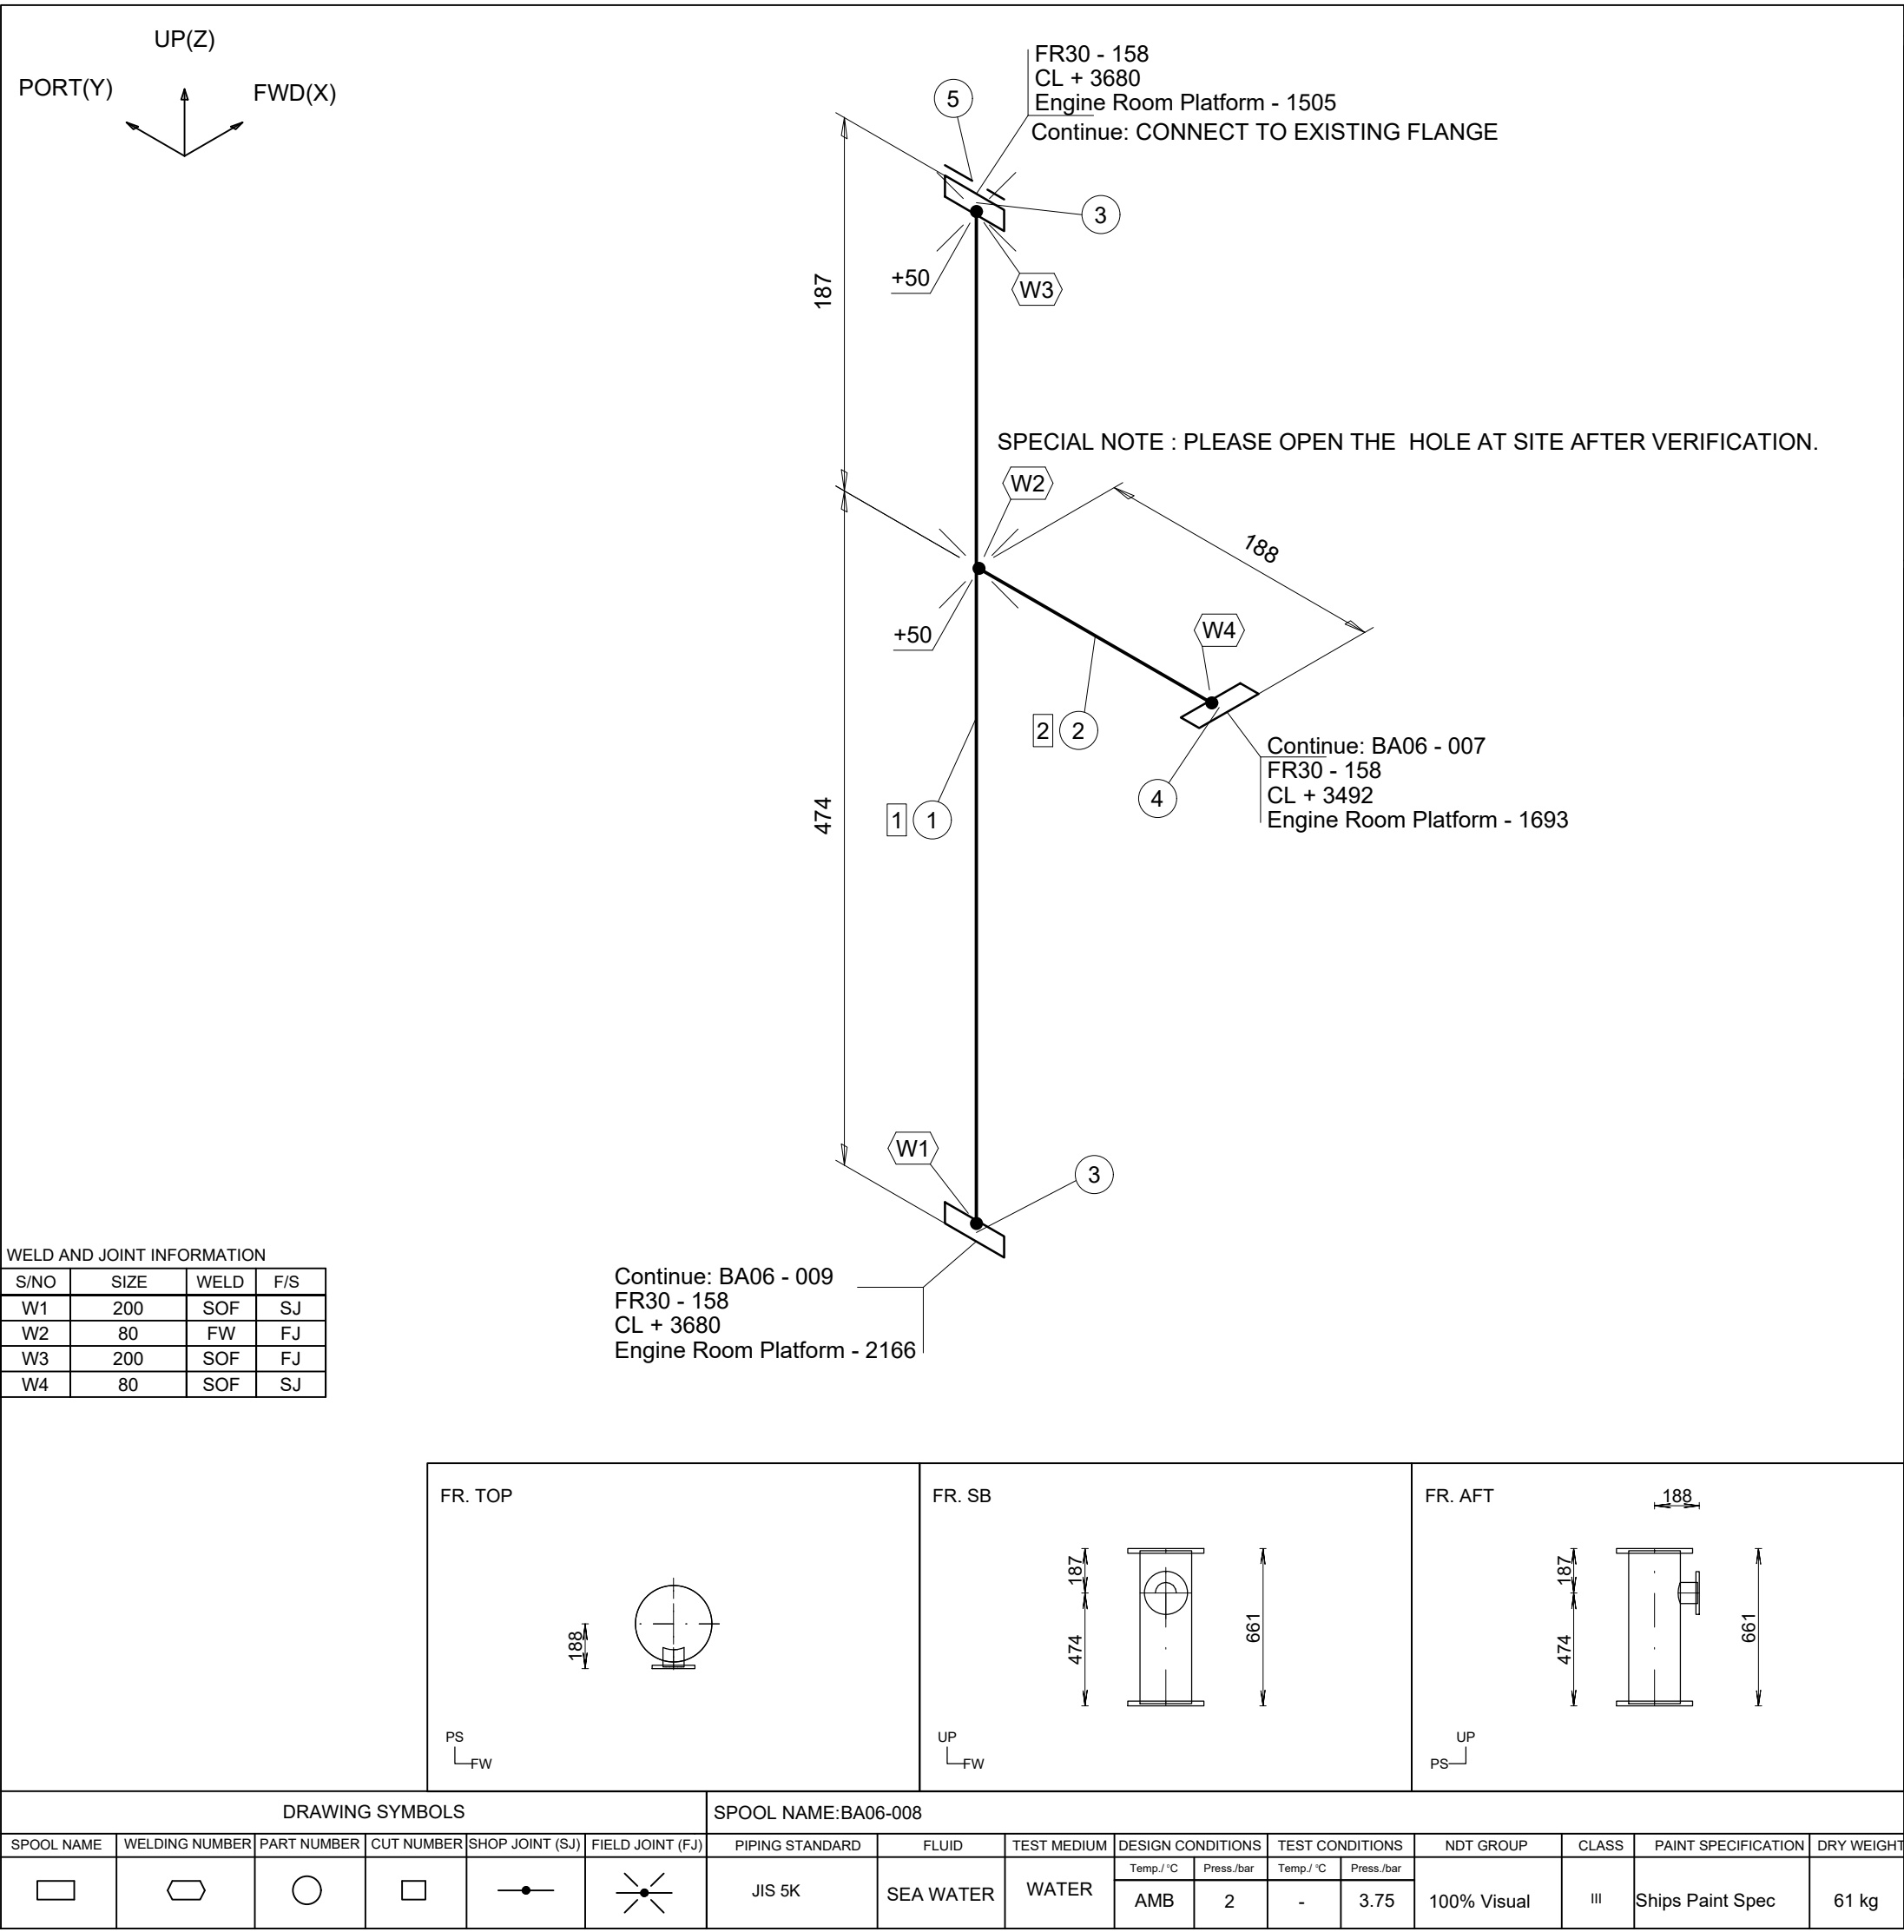 UP(Z)
PORT(Y)
FWD(X)
FR30 - 158
CL + 3680
Engine Room Platform - 1505
Continue: CONNECT TO EXISTING FLANGE
5
3
+50
W3
187
SPECIAL NOTE : PLEASE OPEN THE HOLE AT SITE AFTER VERIFICATION.
W2
188
+50
W4
2 2
Continue: BA06 - 007
FR30 - 158
CL + 3492
Engine Room Platform - 1693
4
474
1 1
W1
3
Continue: BA06 - 009
FR30 - 158
CL + 3680
Engine Room Platform - 2166
WELD AND JOINT INFORMATION
S/NO SIZE WELD F/S
W1 200 SOF SJ
W2 80 FW FJ
W3 200 SOF FJ
W4 80 SOF SJ
FR. TOP
188
PS
FW
FR. SB
187
474
661
UP
FW
FR. AFT
188
187
474
661
UP
PS
DRAWING SYMBOLS
SPOOL NAME:BA06-008
SPOOL NAME WELDING NUMBER PART NUMBER CUT NUMBER SHOP JOINT (SJ) FIELD JOINT (FJ) PIPING STANDARD FLUID TEST MEDIUM DESIGN CONDITIONS TEST CONDITIONS NDT GROUP CLASS PAINT SPECIFICATION DRY WEIGHT
Temp./ °C Press./bar Temp./ °C Press./bar
JIS 5K SEA WATER WATER AMB 2 - 3.75 100% Visual III Ships Paint Spec 61 kg